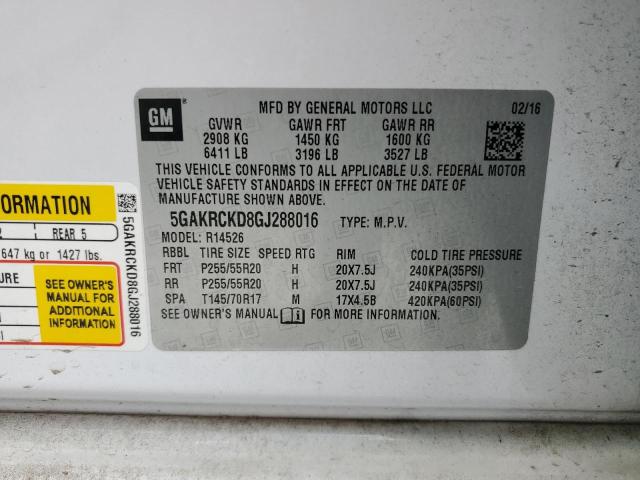 GM
MFD BY GENERAL MOTORS LLC 02/16
GVWR GAWR FRT GAWR RR
2908 KG 1450 KG 1600 KG
6411 LB 3196 LB 3527 LB
THIS VEHICLE CONFORMS TO ALL APPLICABLE U.S. FEDERAL MOTOR
VEHICLE SAFETY STANDARDS IN EFFECT ON THE DATE OF
MANUFACTURE SHOWN ABOVE.
5GAKRCKD8GJ288016 TYPE: M.P.V.
MODEL: R14526
RBBL TIRE SIZE SPEED RTG RIM COLD TIRE PRESSURE
FRT P255/55R20 H 20X7.5J 240KPA(35PSI)
RR P255/55R20 H 20X7.5J 240KPA(35PSI)
SPA T145/70R17 M 17X4.5B 420KPA(60PSI)
SEE OWNER'S MANUAL FOR MORE INFORMATION.
ORMATION
2 REAR 5
647 kg or 1427 lbs.
URE
SEE OWNER'S
MANUAL FOR
ADDITIONAL
INFORMATION
5GAKRCKD8GJ288016